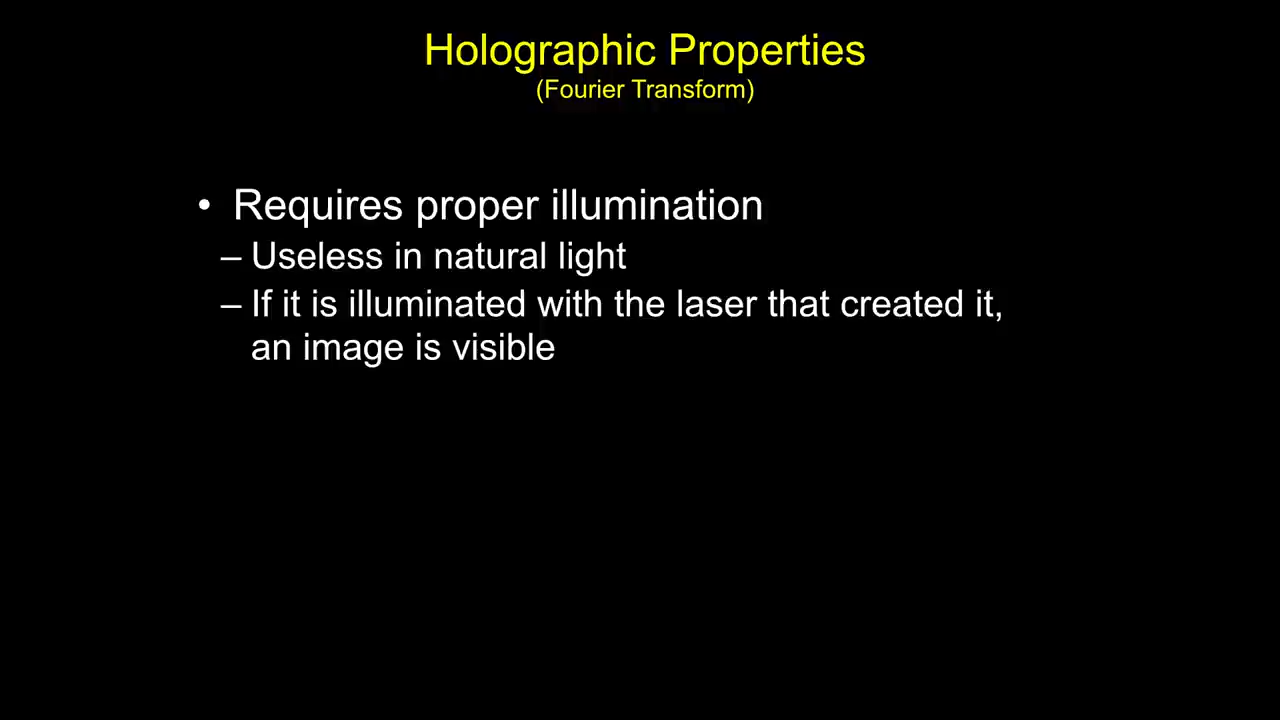 Holographic Properties
(Fourier Transform)
• Requires proper illumination
– Useless in natural light
– If it is illuminated with the laser that created it,
an image is visible